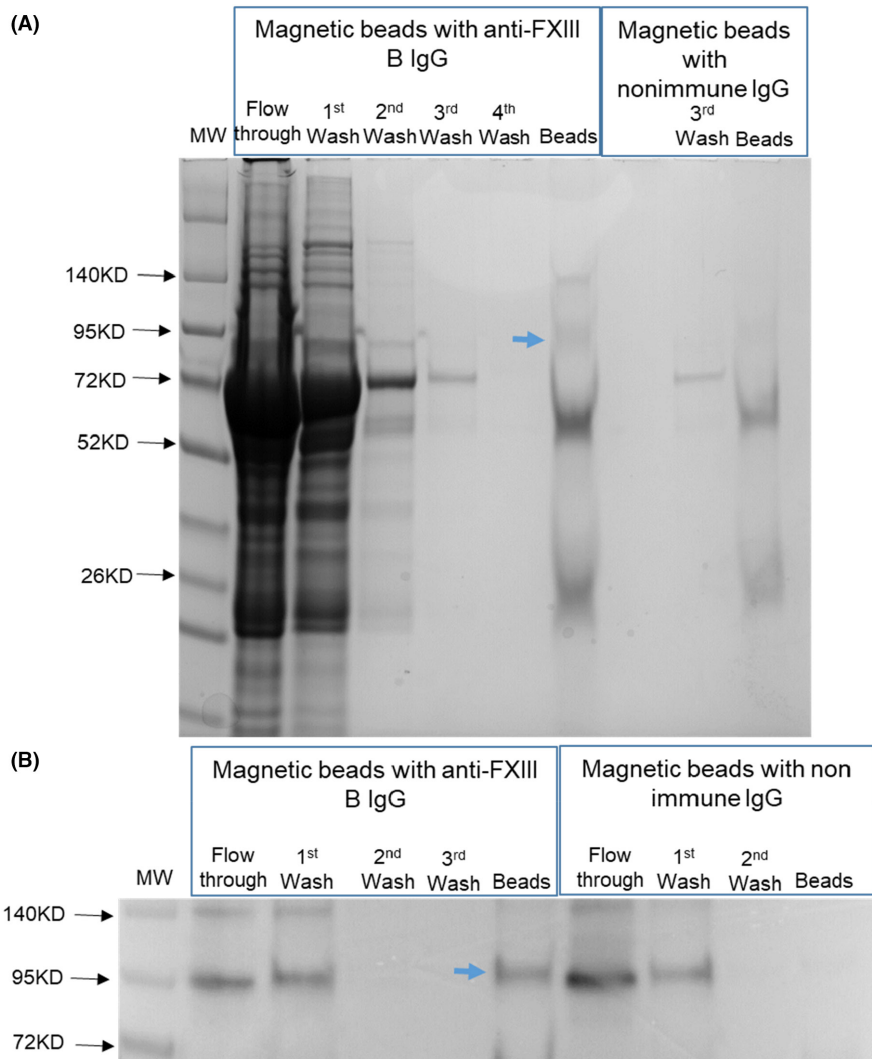 (A)
Magnetic beads with anti-FXIII
B IgG
Magnetic beads
with
nonimmune IgG
MW
Flow
through
1st
Wash
2nd
Wash
3rd
Wash
4th
Wash
Beads
3rd
Wash
Beads
140KD
95KD
72KD
52KD
26KD
(B)
Magnetic beads with anti-FXIII
B IgG
Magnetic beads with non
immune IgG
MW
Flow
through
1st
Wash
2nd
Wash
3rd
Wash
Beads
Flow
through
1st
Wash
2nd
Wash
Beads
140KD
95KD
72KD